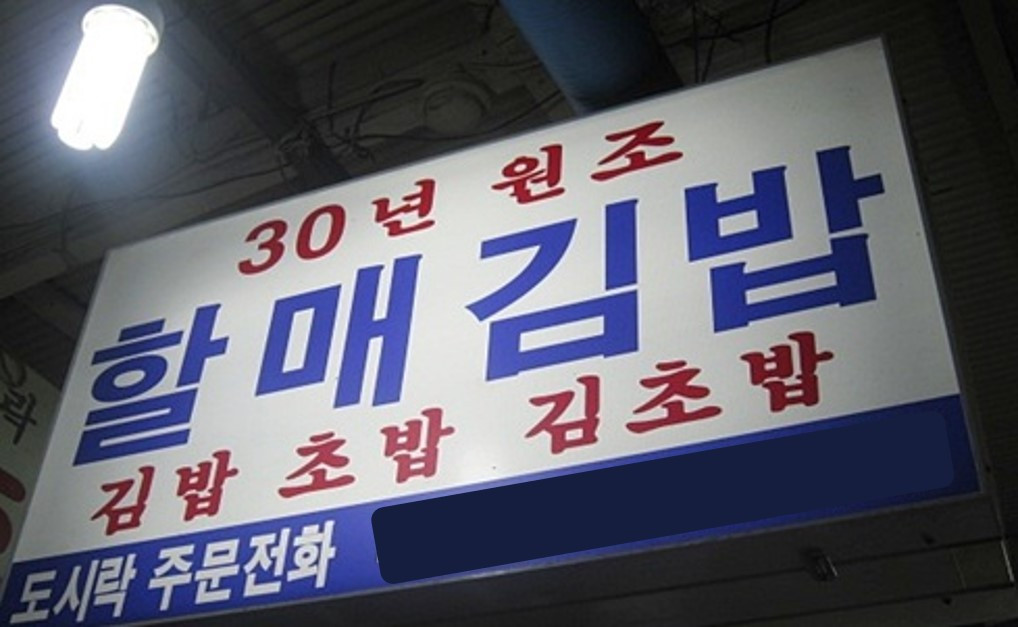 30년 원조
할매김밥
김밥 초밥 김초밥
도시락 주문전화